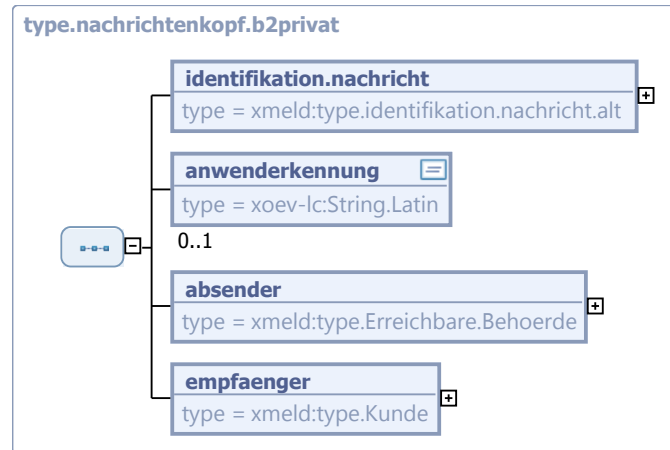 type.nachrichtenkopf.b2privat
identifikation.nachricht
type = xmeld:type.identifikation.nachricht.alt
anwenderkennung
type = xoev-lc:String.Latin
0..1
absender
type = xmeld:type.Erreichbare.Behoerde
empfaenger
type = xmeld:type.Kunde